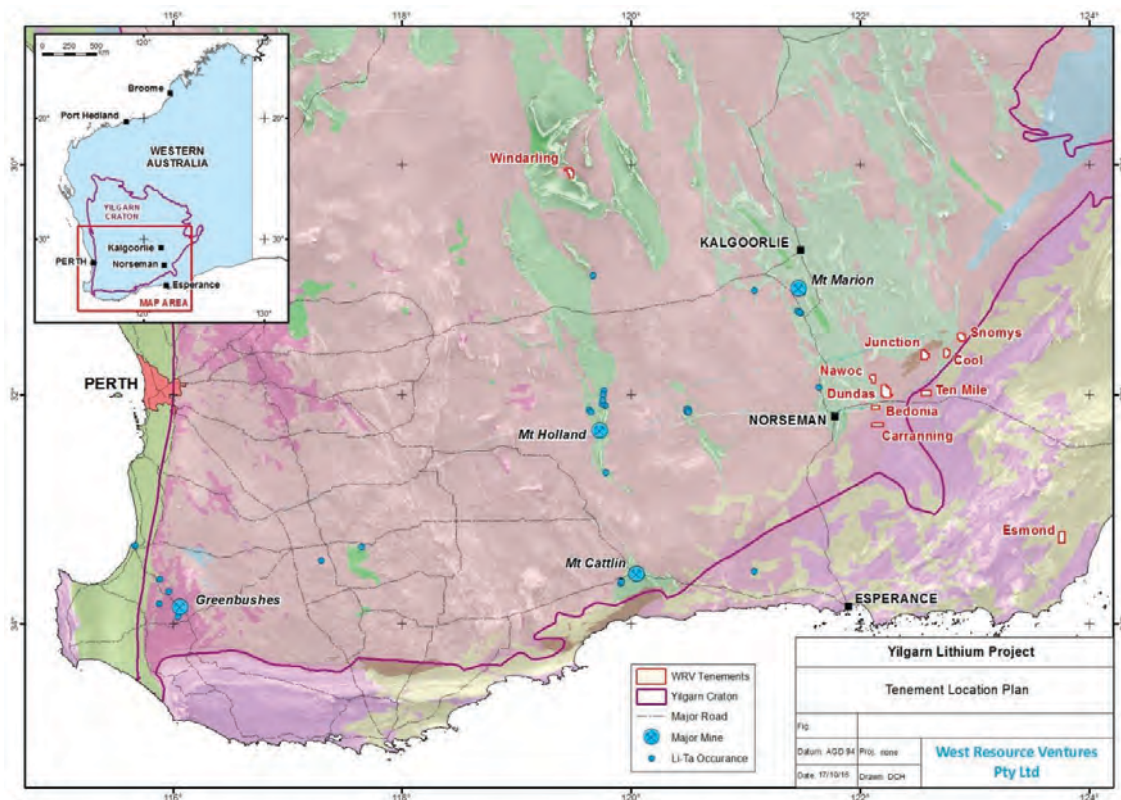 116°
118°
120°
122°
124°
0 250 500
km
120°
Broome
Port Hedland
20°
20°
WESTERN
AUSTRALIA
YILGARN
CRATON
30°
30°
Kalgoorlie
PERTH
Norseman
Esperance
MAP AREA
120°
130°
30°
30°
Windarling
KALGOORLIE
Mt Marion
Snomys
Junction
Cool
Nawoc
PERTH
32°
32°
Dundas
Ten Mile
Bedonia
NORSEMAN
Carranning
Mt Holland
Esmond
Mt Cattlin
Greenbushes
ESPERANCE
34°
WRV Tenements
Yilgarn Craton
Major Road
Major Mine
Li-Ta Occurance
Yilgarn Lithium Project
Tenement Location Plan
Fig:
Datum: AGD 94 Proj: none
Date: 17/10/16 Drawn: DCH
West Resource Ventures
Pty Ltd
116°
118°
120°
122°
124°